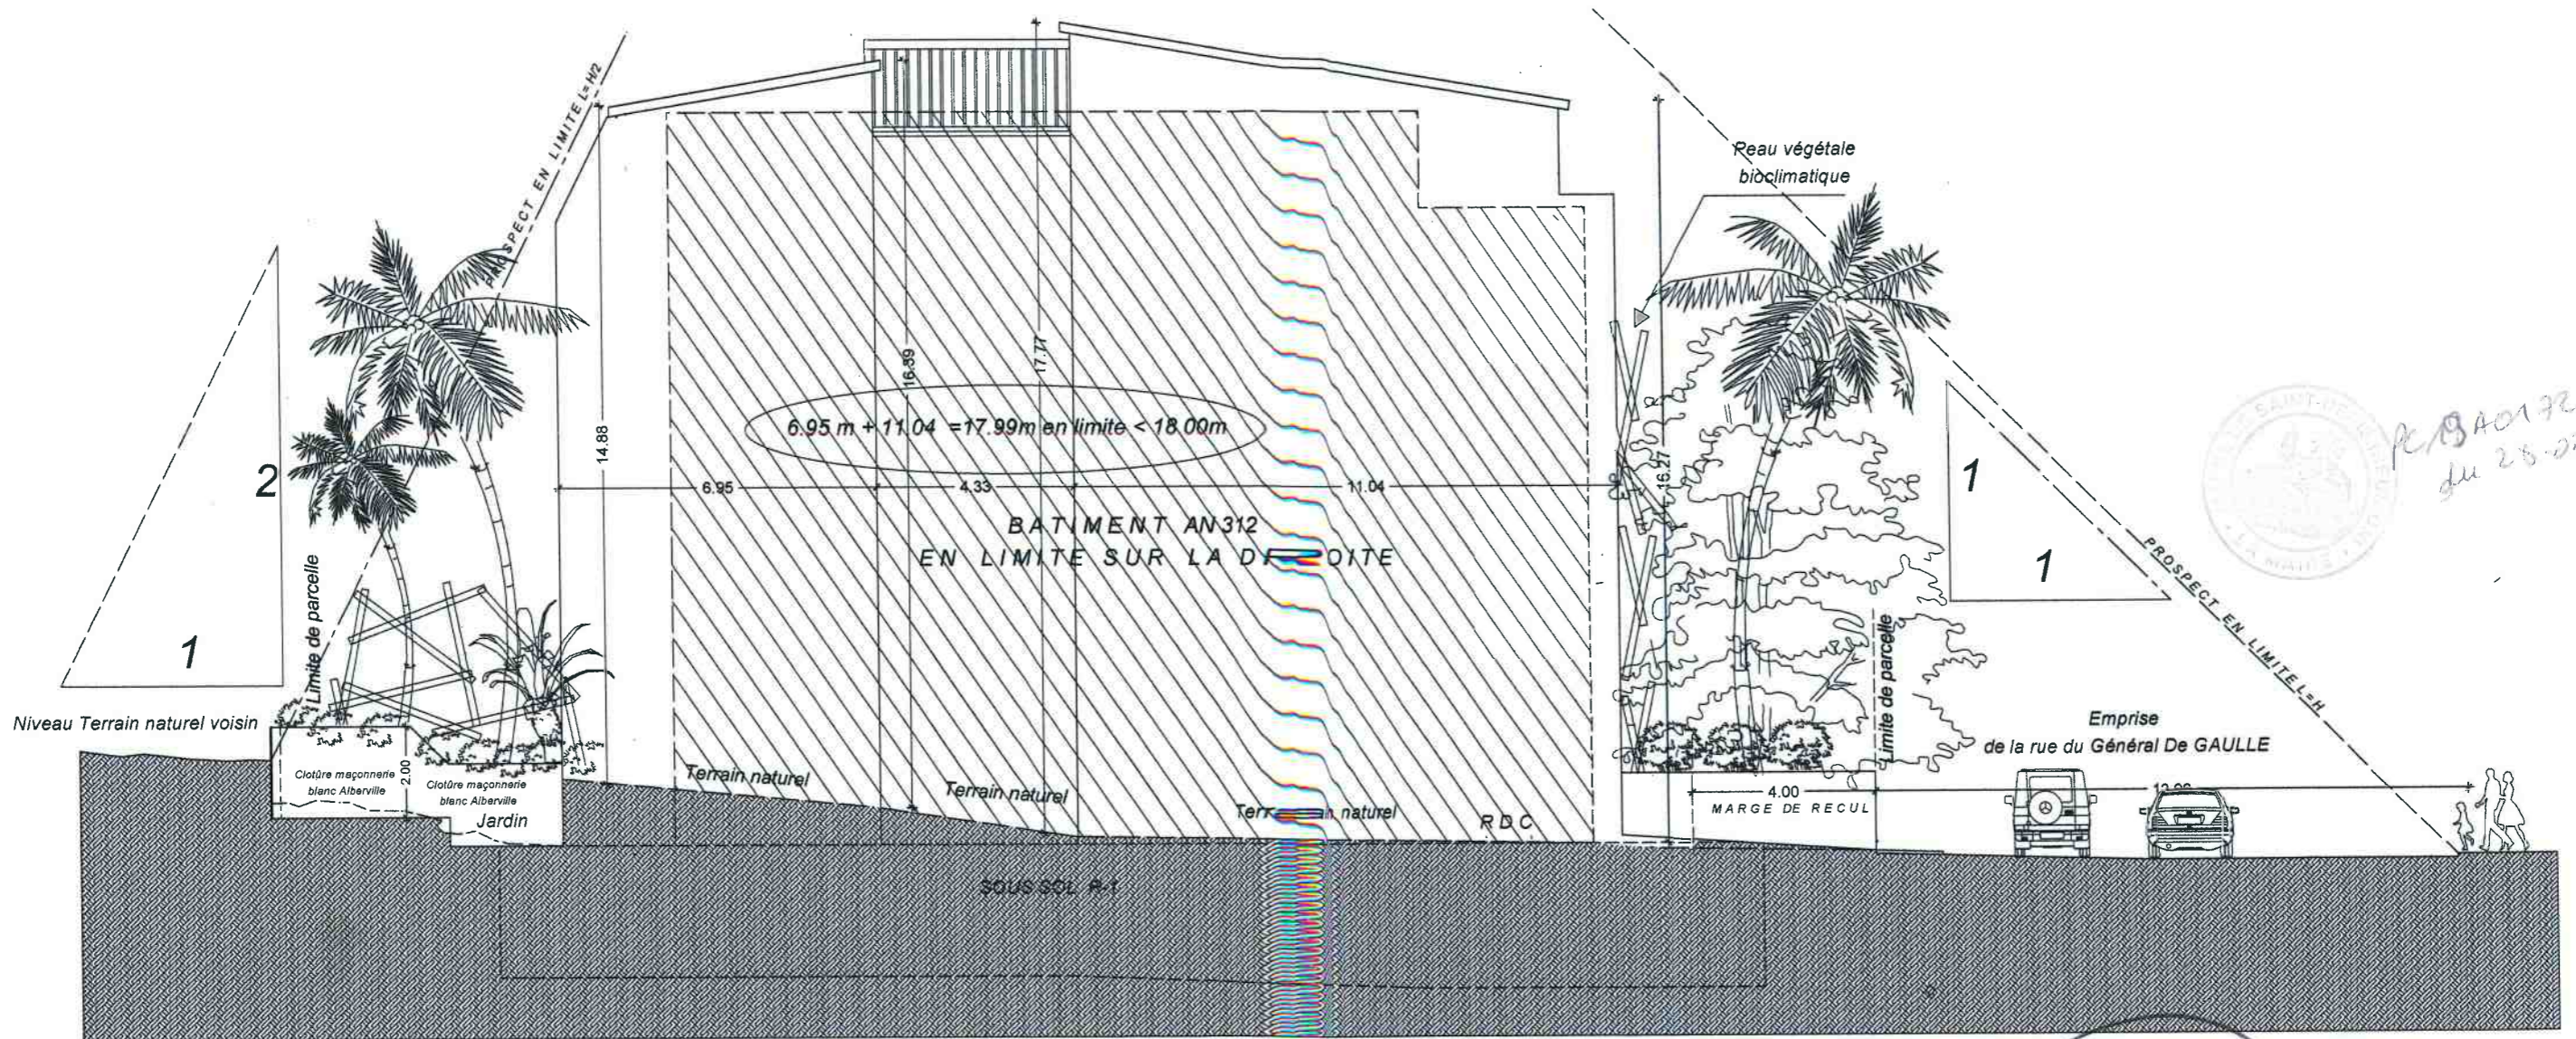 PROSPECT EN LIMITE L=H/2
Peau végétale
bioclimatique
2
1
14.88
16.89
17.77
16.27
6.95 m + 11.04 =17.99m en limite < 18.00m
6.95
4.33
11.04
BATIMENT AN 312
EN LIMITE SUR LA DROITE
Limite de parcelle
Niveau Terrain naturel voisin
Clotûre maçonnerie
blanc Alberville
2.00
Clotûre maçonnerie
blanc Alberville
Jardin
Terrain naturel
Terrain naturel
Terrain naturel
RDC
SOUS SOL R-1
4.00
MARGE DE RECUL
Limite de parcelle
1
1
PROSPECT EN LIMITE L=H
Emprise
de la rue du Général De GAULLE